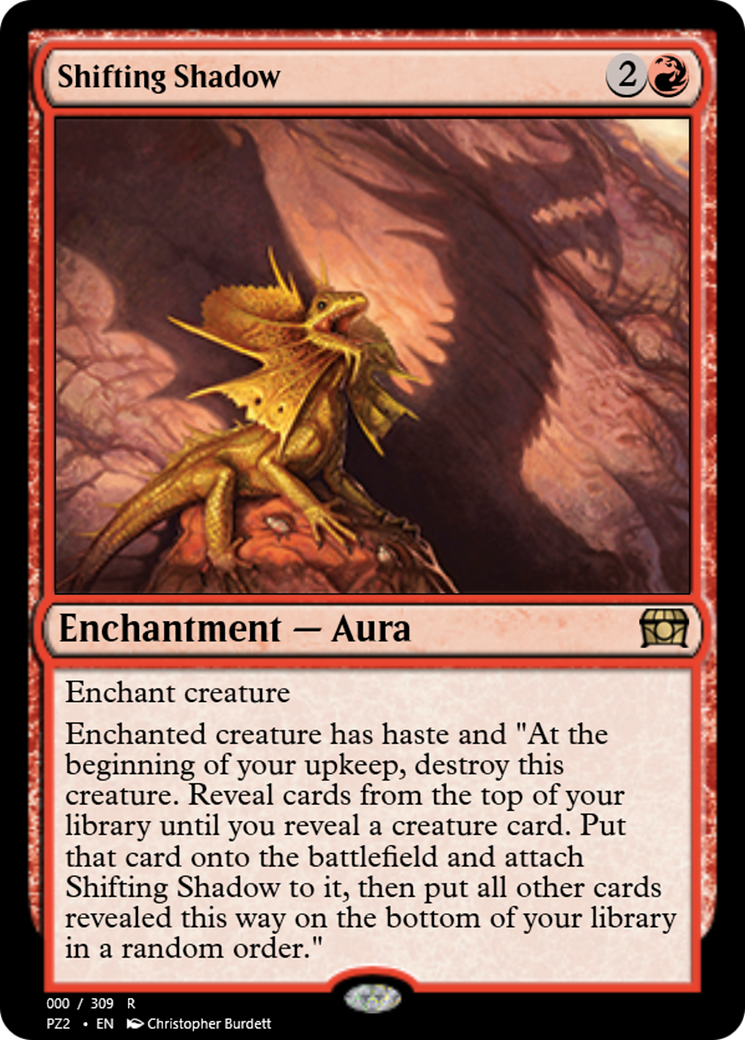 Shifting Shadow 2
Enchantment — Aura
Enchant creature
Enchanted creature has haste and "At the
beginning of your upkeep, destroy this
creature. Reveal cards from the top of your
library until you reveal a creature card. Put
that card onto the battlefield and attach
Shifting Shadow to it, then put all other cards
revealed this way on the bottom of your library
in a random order."
000 / 309 R
PZ2 • EN Christopher Burdett